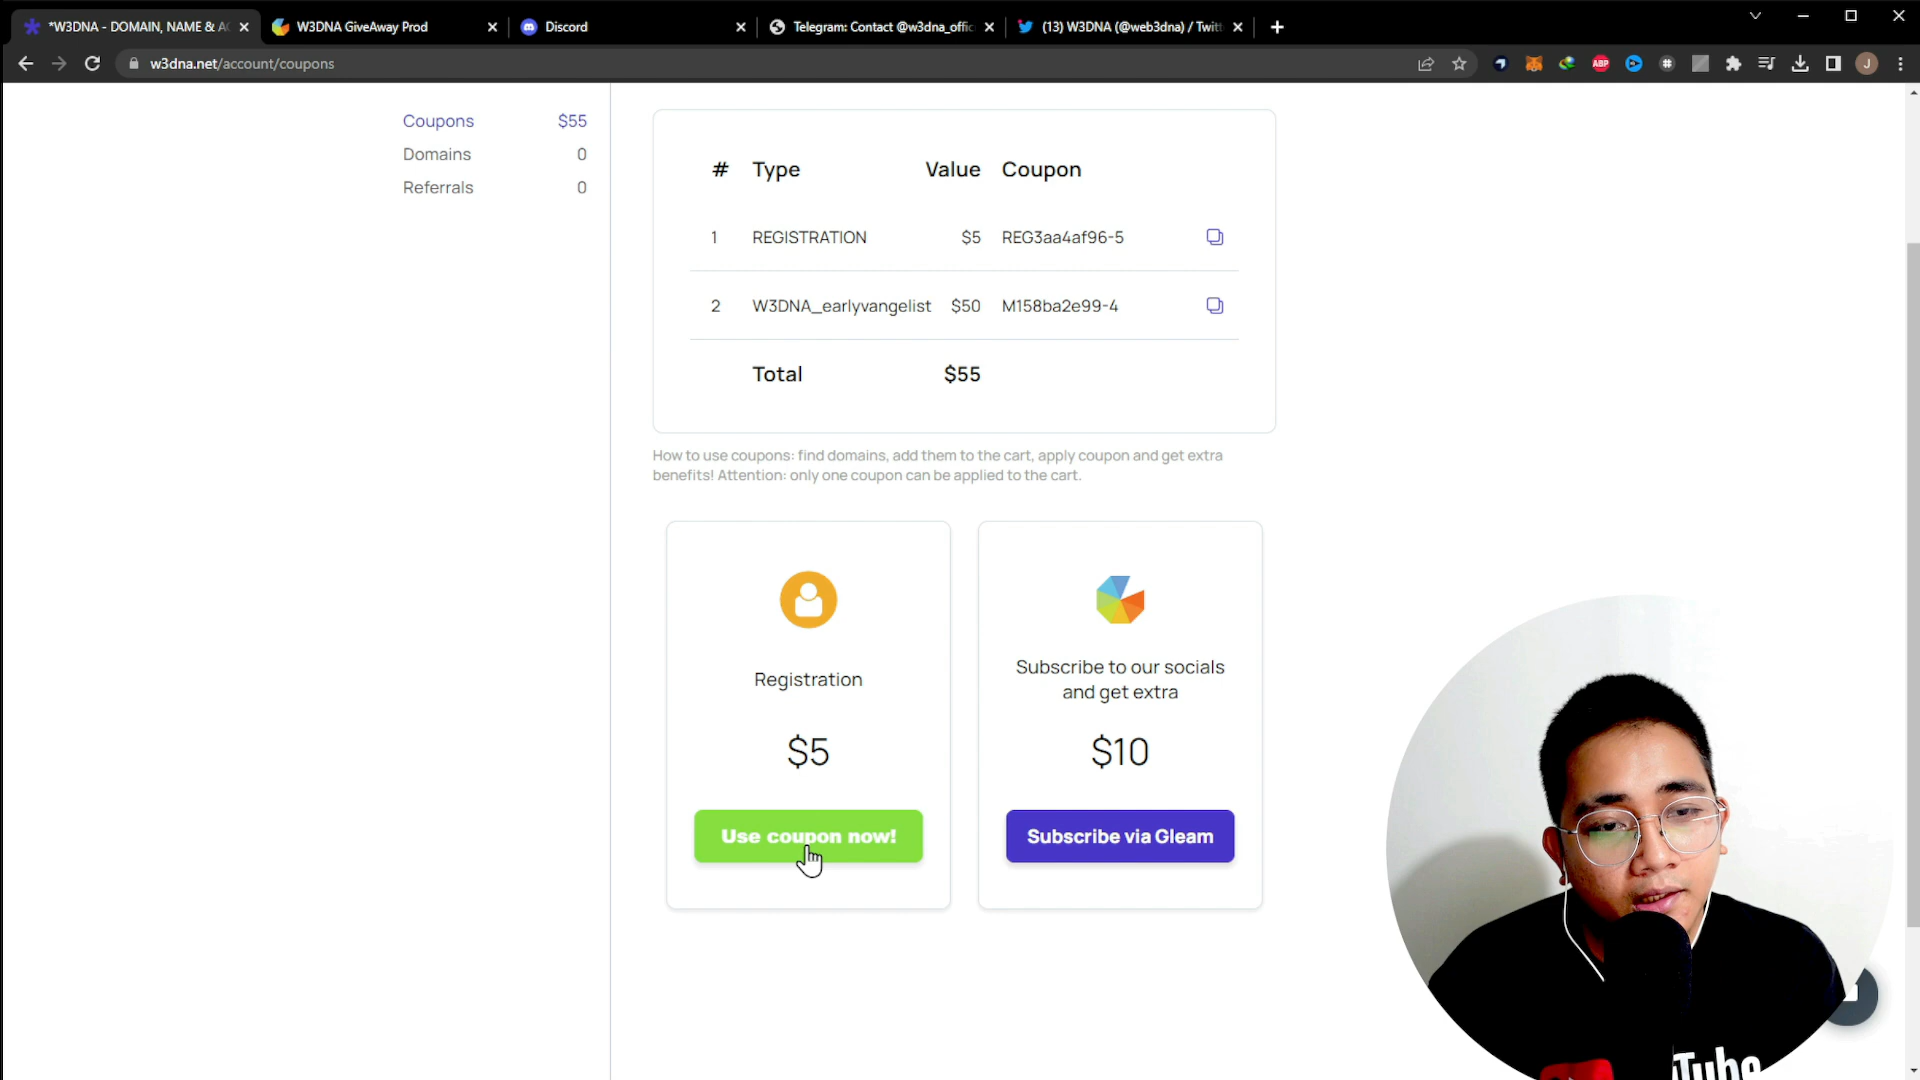 *W3DNA - DOMAIN, NAME & AC
W3DNA GiveAway Prod
Discord
Telegram: Contact @w3dna_offic
(13) W3DNA (@web3dna) / Twitt
w3dna.net/account/coupons
ABP
J
Coupons $55
Domains 0
Referrals 0
# Type Value Coupon
1 REGISTRATION $5 REG3aa4af96-5
2 W3DNA_earlyvangelist $50 M158ba2e99-4
Total $55
How to use coupons: find domains, add them to the cart, apply coupon and get extra
benefits! Attention: only one coupon can be applied to the cart.
Registration
$5
Use coupon now!
Subscribe to our socials
and get extra
$10
Subscribe via Gleam
YouTube